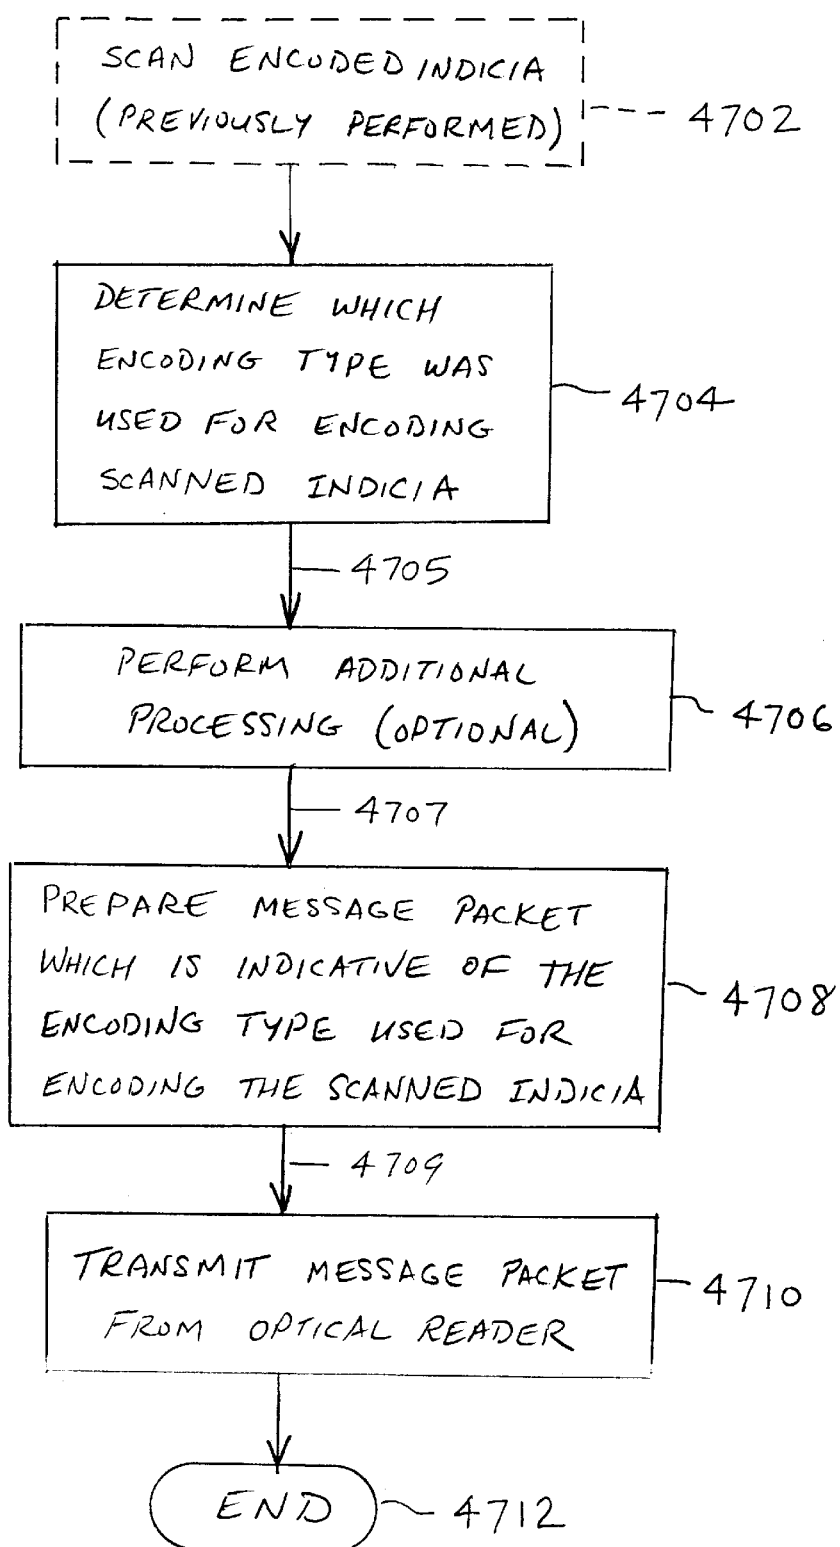 SCAN ENCODED INDICIA
(PREVIOUSLY PERFORMED)
4702
DETERMINE WHICH
ENCODING TYPE WAS
USED FOR ENCODING
SCANNED INDICIA
4704
4705
PERFORM ADDITIONAL
PROCESSING (OPTIONAL)
4706
4707
PREPARE MESSAGE PACKET
WHICH IS INDICATIVE OF THE
ENCODING TYPE USED FOR
ENCODING THE SCANNED INDICIA
4708
4709
TRANSMIT MESSAGE PACKET
FROM OPTICAL READER
4710
END
4712